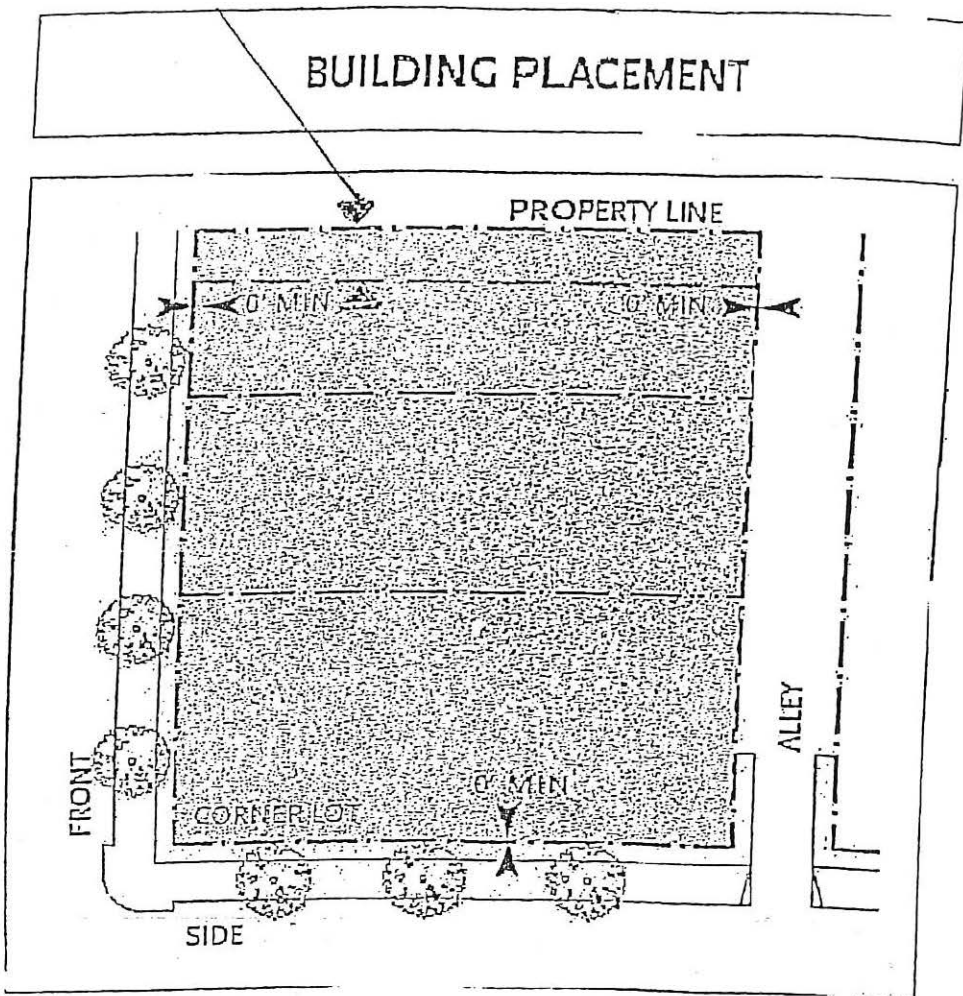 BUILDING PLACEMENT
PROPERTY LINE
0' MIN
0' MIN
ALLEY
FRONT
0' MIN
CORNER LOT
SIDE